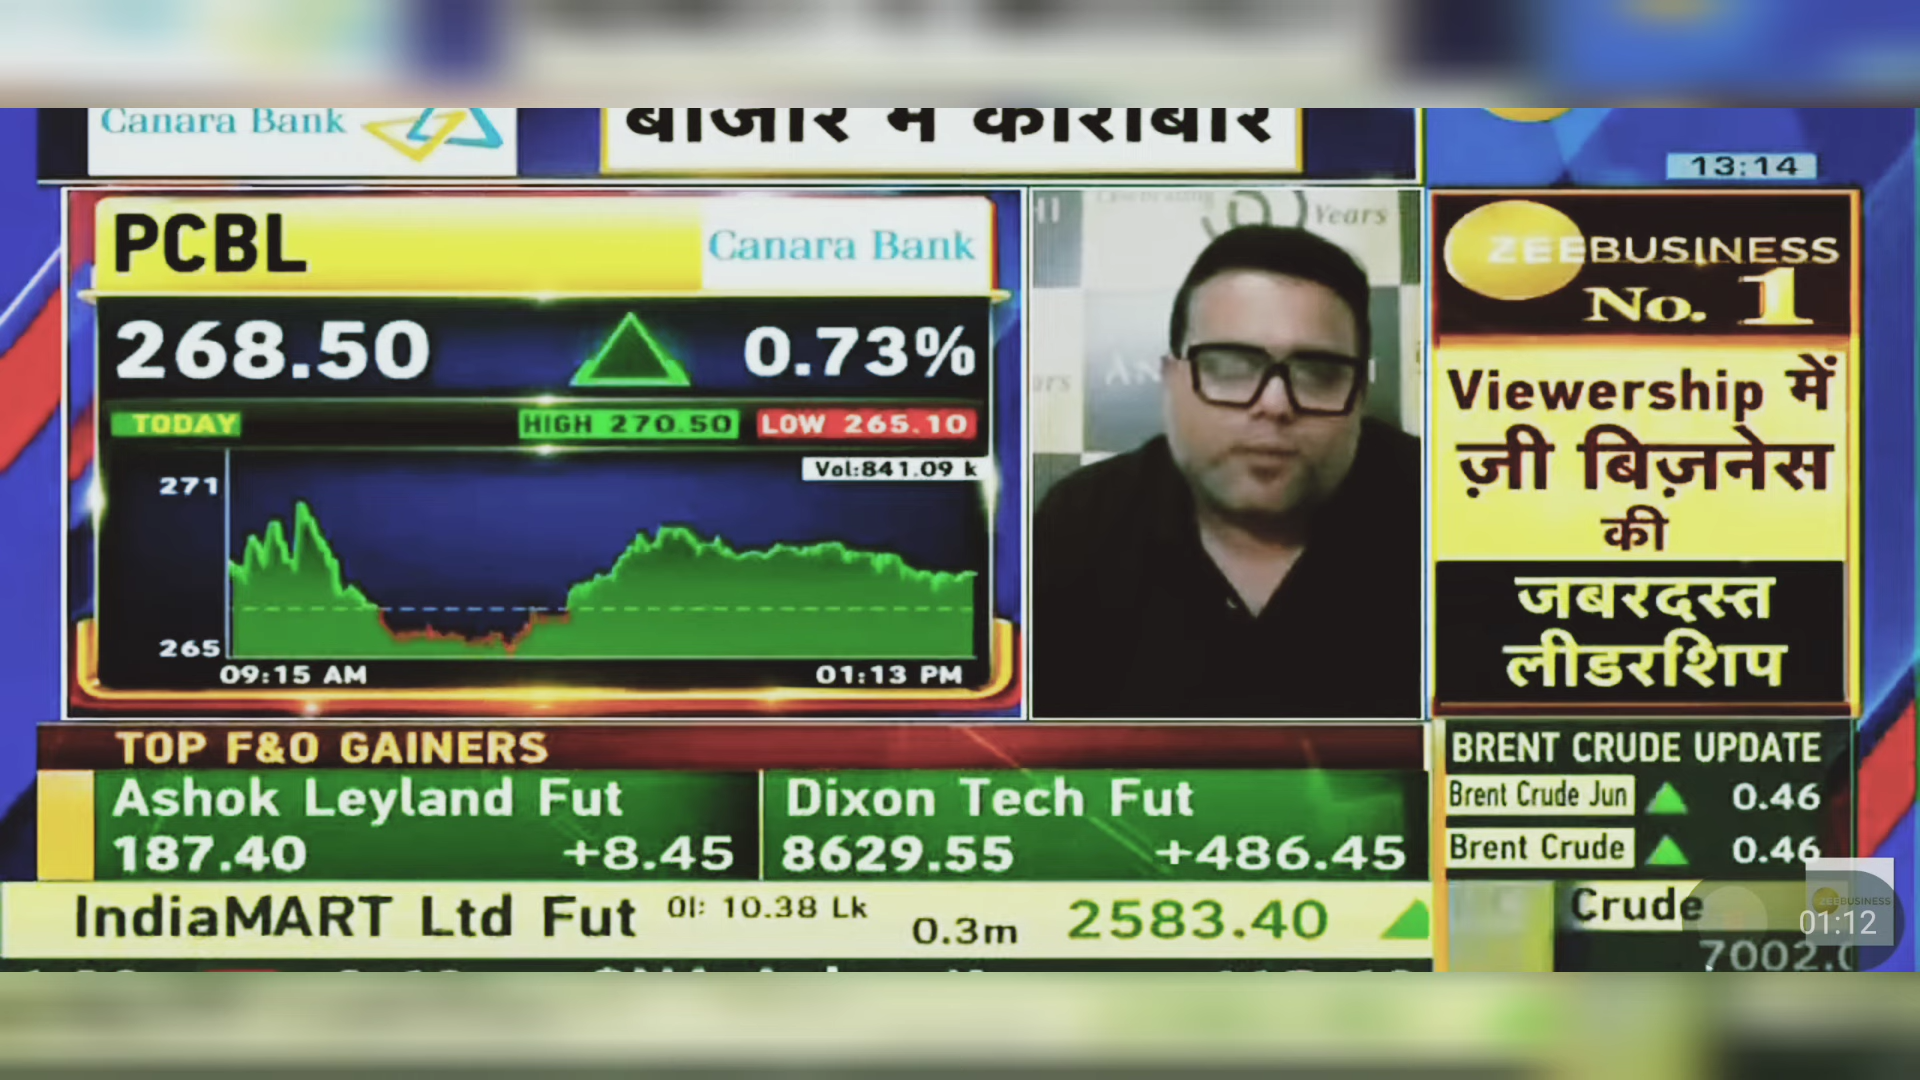 Canara Bank
बाजार में कारोबार
13:14
PCBL
Canara Bank
268.50
0.73%
TODAY
HIGH 270.50
LOW 265.10
Vol:841.09 k
271
265
09:15 AM
01:13 PM
Years
ZEEBUSINESS
No. 1
Viewership में
ज़ी बिज़नेस
की
जबरदस्त
लीडरशिप
TOP F&O GAINERS
Ashok Leyland Fut
187.40 +8.45
Dixon Tech Fut
8629.55 +486.45
BRENT CRUDE UPDATE
Brent Crude Jun 0.46
Brent Crude 0.46
IndiaMART Ltd Fut OI: 10.38 Lk 0.3m 2583.40
Crude
7002.0
ZEEBUSINESS
01:12